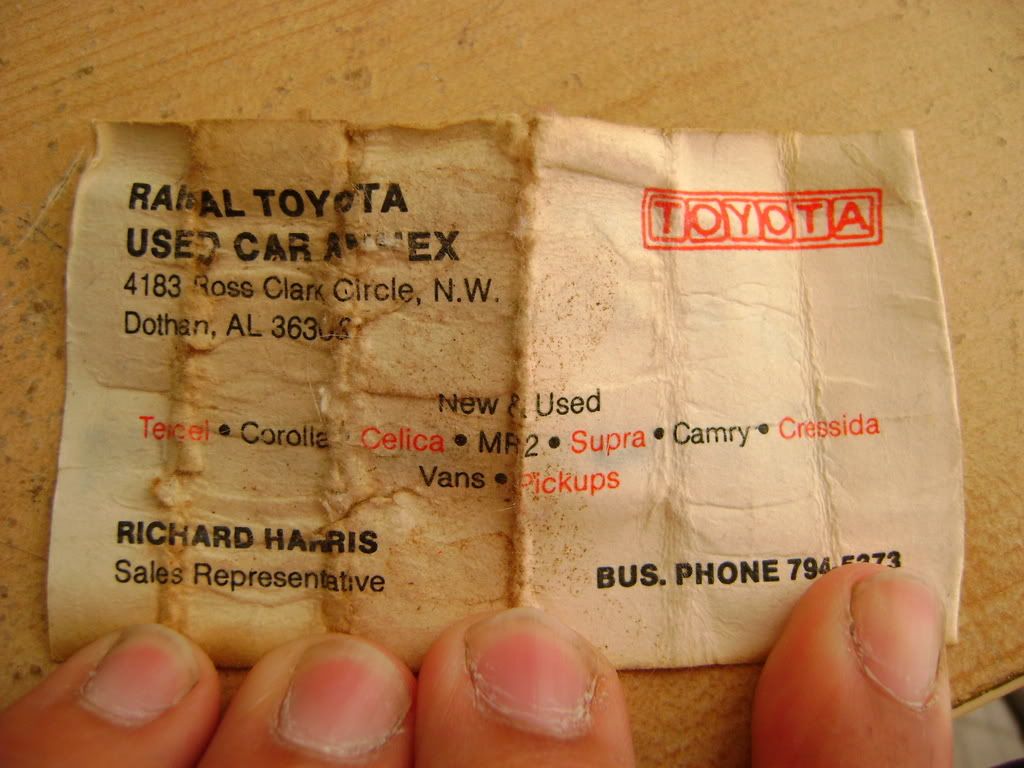 TOYOTA
USED CAR ANNEX
4183 Ross Clark Circle, N.W.
Dothan, AL
TOYOTA
New & Used
Tercel • Corolla • Celica • MR2 • Supra • Camry • Cressida
Vans • Pickups
RICHARD HARRIS
Sales Representative
BUS. PHONE